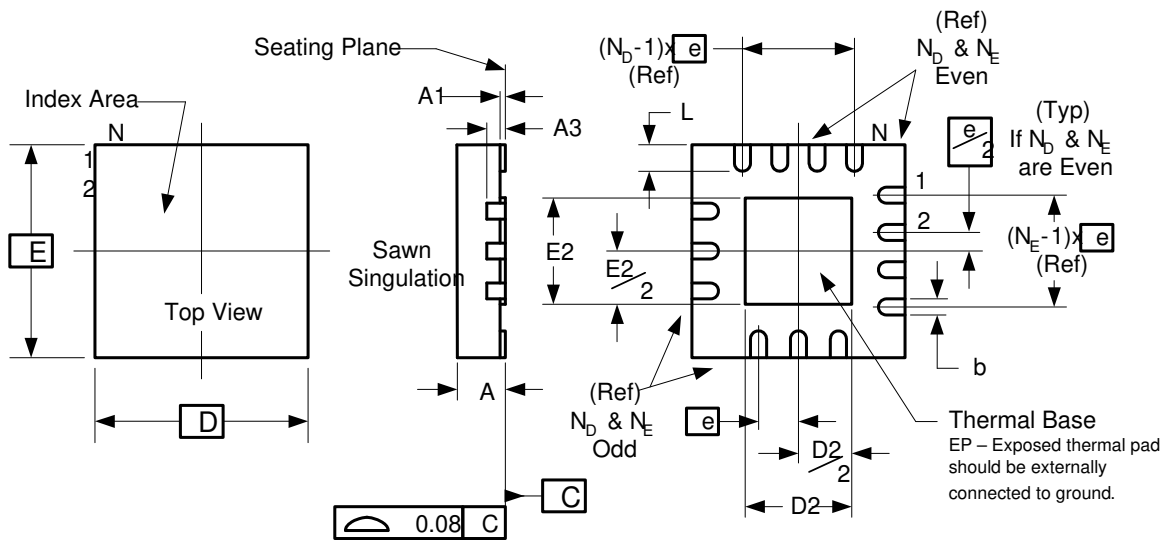 Seating Plane
(N_D-1)x e
(Ref)
(Ref)
N_D & N_E
Even
Index Area
A1
A3
L
N
N
e/2
(Typ)
If N_D & N_E
are Even
1
2
1
2
E
Sawn
Singulation
E2
E2/2
(N_E-1)x e
(Ref)
Top View
b
A
(Ref)
N_D & N_E
Odd
e
D
D2/2
Thermal Base
EP – Exposed thermal pad
should be externally
connected to ground.
C
D2
0.08 C